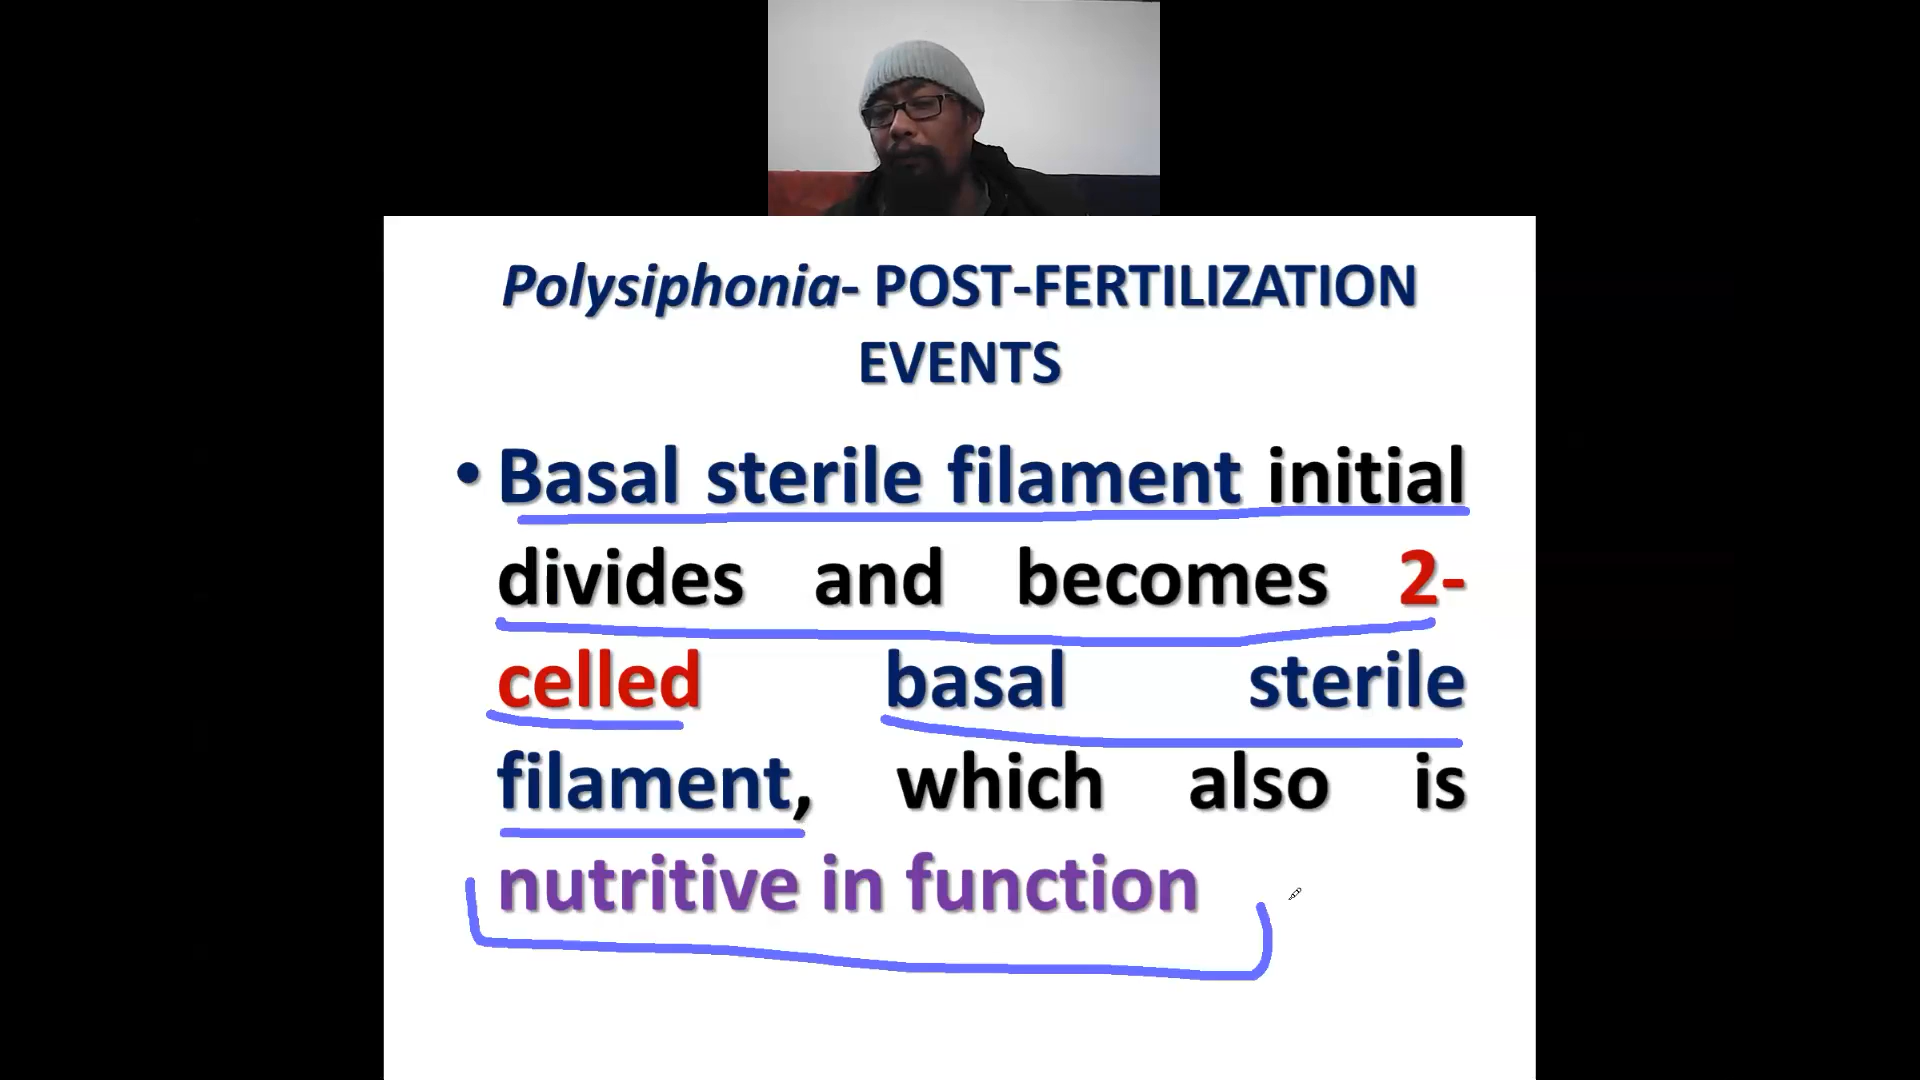 Polysiphonia- POST-FERTILIZATION
EVENTS
• Basal sterile filament initial
divides and becomes 2-
celled basal sterile
filament, which also is
nutritive in function